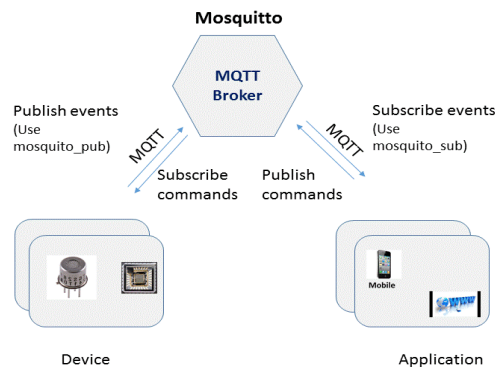 Mosquitto
MQTT
Broker
Publish events
(Use
mosquito_pub)
MQTT
Subscribe
commands
Publish
commands
MQTT
Subscribe events
(Use
mosquito_sub)
Mobile
Device
Application